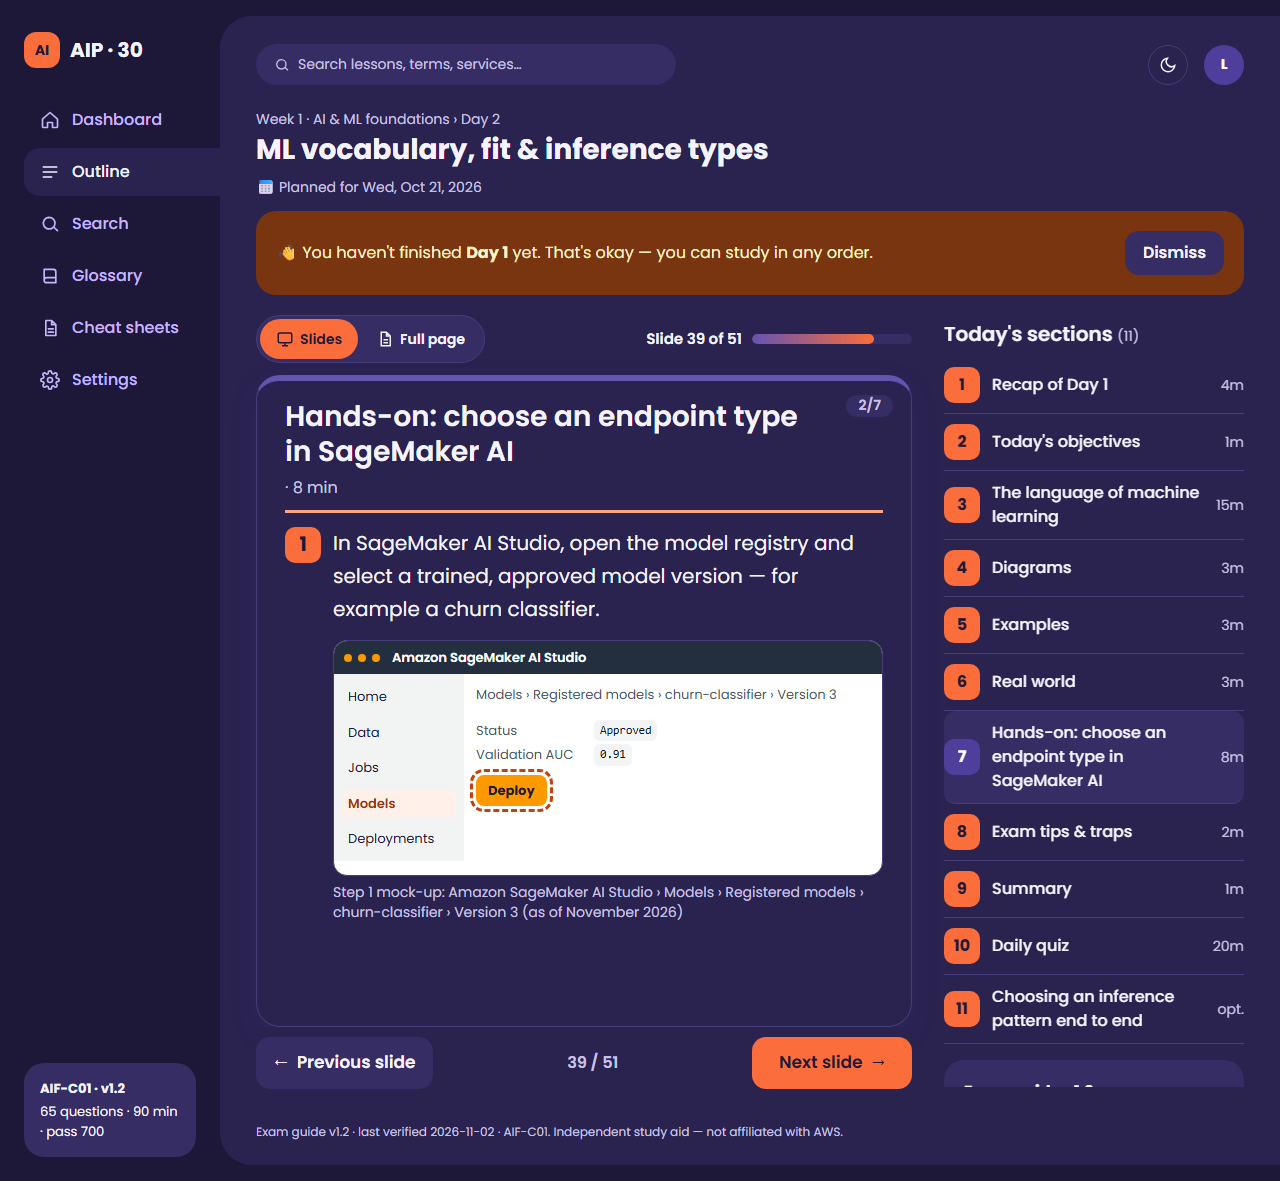 AI
AIP · 30
Search lessons, terms, services...
L
Dashboard
Outline
Search
Glossary
Cheat sheets
Settings
Week 1 · AI & ML foundations › Day 2
ML vocabulary, fit & inference types
Planned for Wed, Oct 21, 2026
You haven't finished Day 1 yet. That's okay — you can study in any order.
Dismiss
Slides
Full page
Slide 39 of 51
Hands-on: choose an endpoint type
in SageMaker AI
2/7
· 8 min
1
In SageMaker AI Studio, open the model registry and
select a trained, approved model version — for
example a churn classifier.
Amazon SageMaker AI Studio
Home
Data
Jobs
Models
Deployments
Models › Registered models › churn-classifier › Version 3
Status Approved
Validation AUC 0.91
Deploy
Step 1 mock-up: Amazon SageMaker AI Studio › Models › Registered models ›
churn-classifier › Version 3 (as of November 2026)
← Previous slide
39 / 51
Next slide →
Today's sections (11)
1 Recap of Day 1 4m
2 Today's objectives 1m
3 The language of machine
learning 15m
4 Diagrams 3m
5 Examples 3m
6 Real world 3m
7 Hands-on: choose an
endpoint type in
SageMaker AI 8m
8 Exam tips & traps 2m
9 Summary 1m
10 Daily quiz 20m
11 Choosing an inference
pattern end to end opt.
AIF-C01 · v1.2
65 questions · 90 min
· pass 700
Exam guide v1.2 · last verified 2026-11-02 · AIF-C01. Independent study aid — not affiliated with AWS.